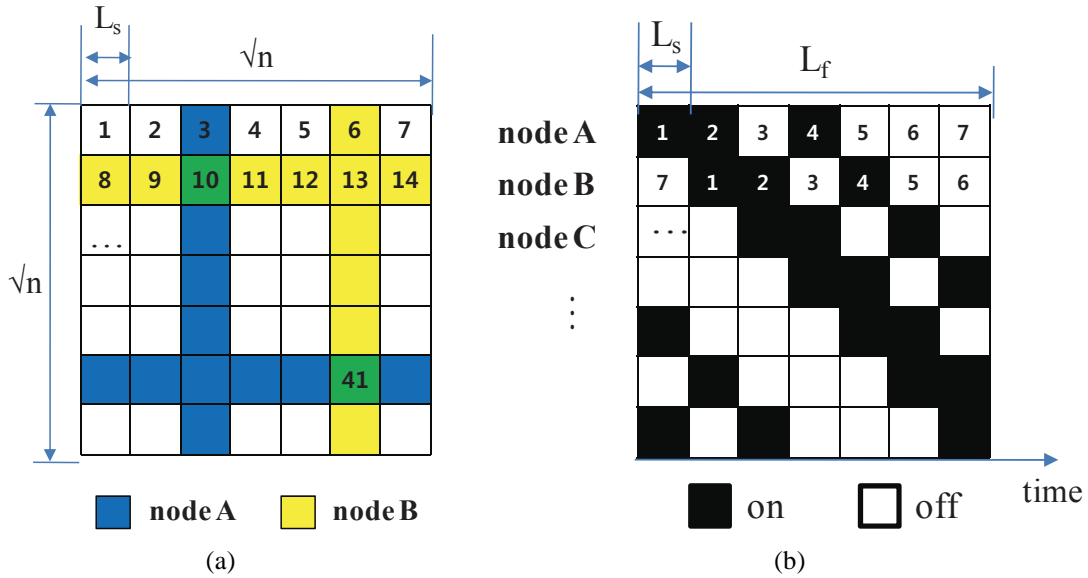 Ls
√n
1 2 3 4 5 6 7
8 9 10 11 12 13 14
...
√n
41
node A node B
(a)
Ls
Lf
node A 1 2 3 4 5 6 7
node B 7 1 2 3 4 5 6
node C ...
⋮
time
on off
(b)